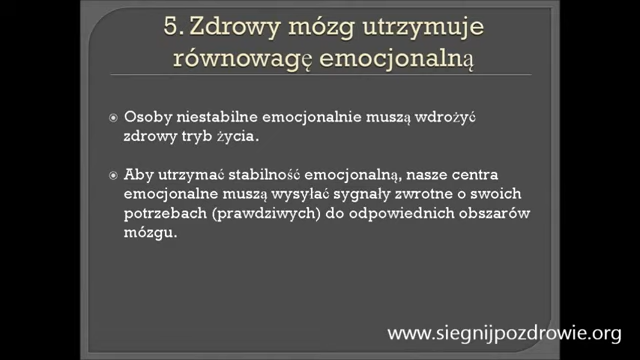 5. Zdrowy mózg utrzymuje
równowagę emocjonalną
Osoby niestabilne emocjonalnie muszą wdrożyć
zdrowy tryb życia.
Aby utrzymać stabilność emocjonalną, nasze centra
emocjonalne muszą wysyłać sygnały zwrotne o swoich
potrzebach (prawdziwych) do odpowiednich obszarów
mózgu.
www.siegnijpozdrowie.org